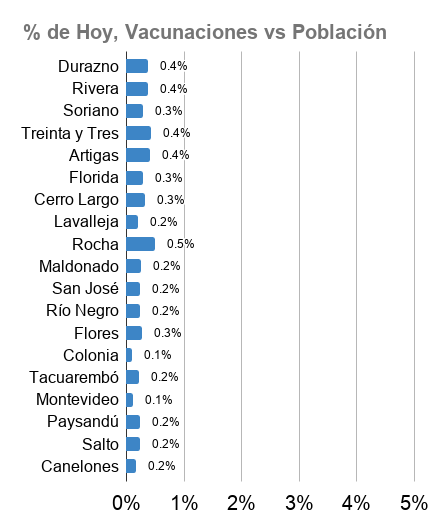 % de Hoy, Vacunaciones vs Población
Durazno 0.4%
Rivera 0.4%
Soriano 0.3%
Treinta y Tres 0.4%
Artigas 0.4%
Florida 0.3%
Cerro Largo 0.3%
Lavalleja 0.2%
Rocha 0.5%
Maldonado 0.2%
San José 0.2%
Río Negro 0.2%
Flores 0.3%
Colonia 0.1%
Tacuarembó 0.2%
Montevideo 0.1%
Paysandú 0.2%
Salto 0.2%
Canelones 0.2%
0% 1% 2% 3% 4% 5%